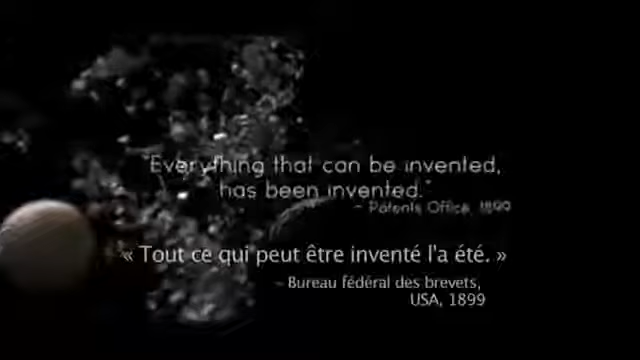 "Everything that can be invented,
has been invented."
- Patents Office, 1899
« Tout ce qui peut être inventé l'a été. »
- Bureau fédéral des brevets,
USA, 1899